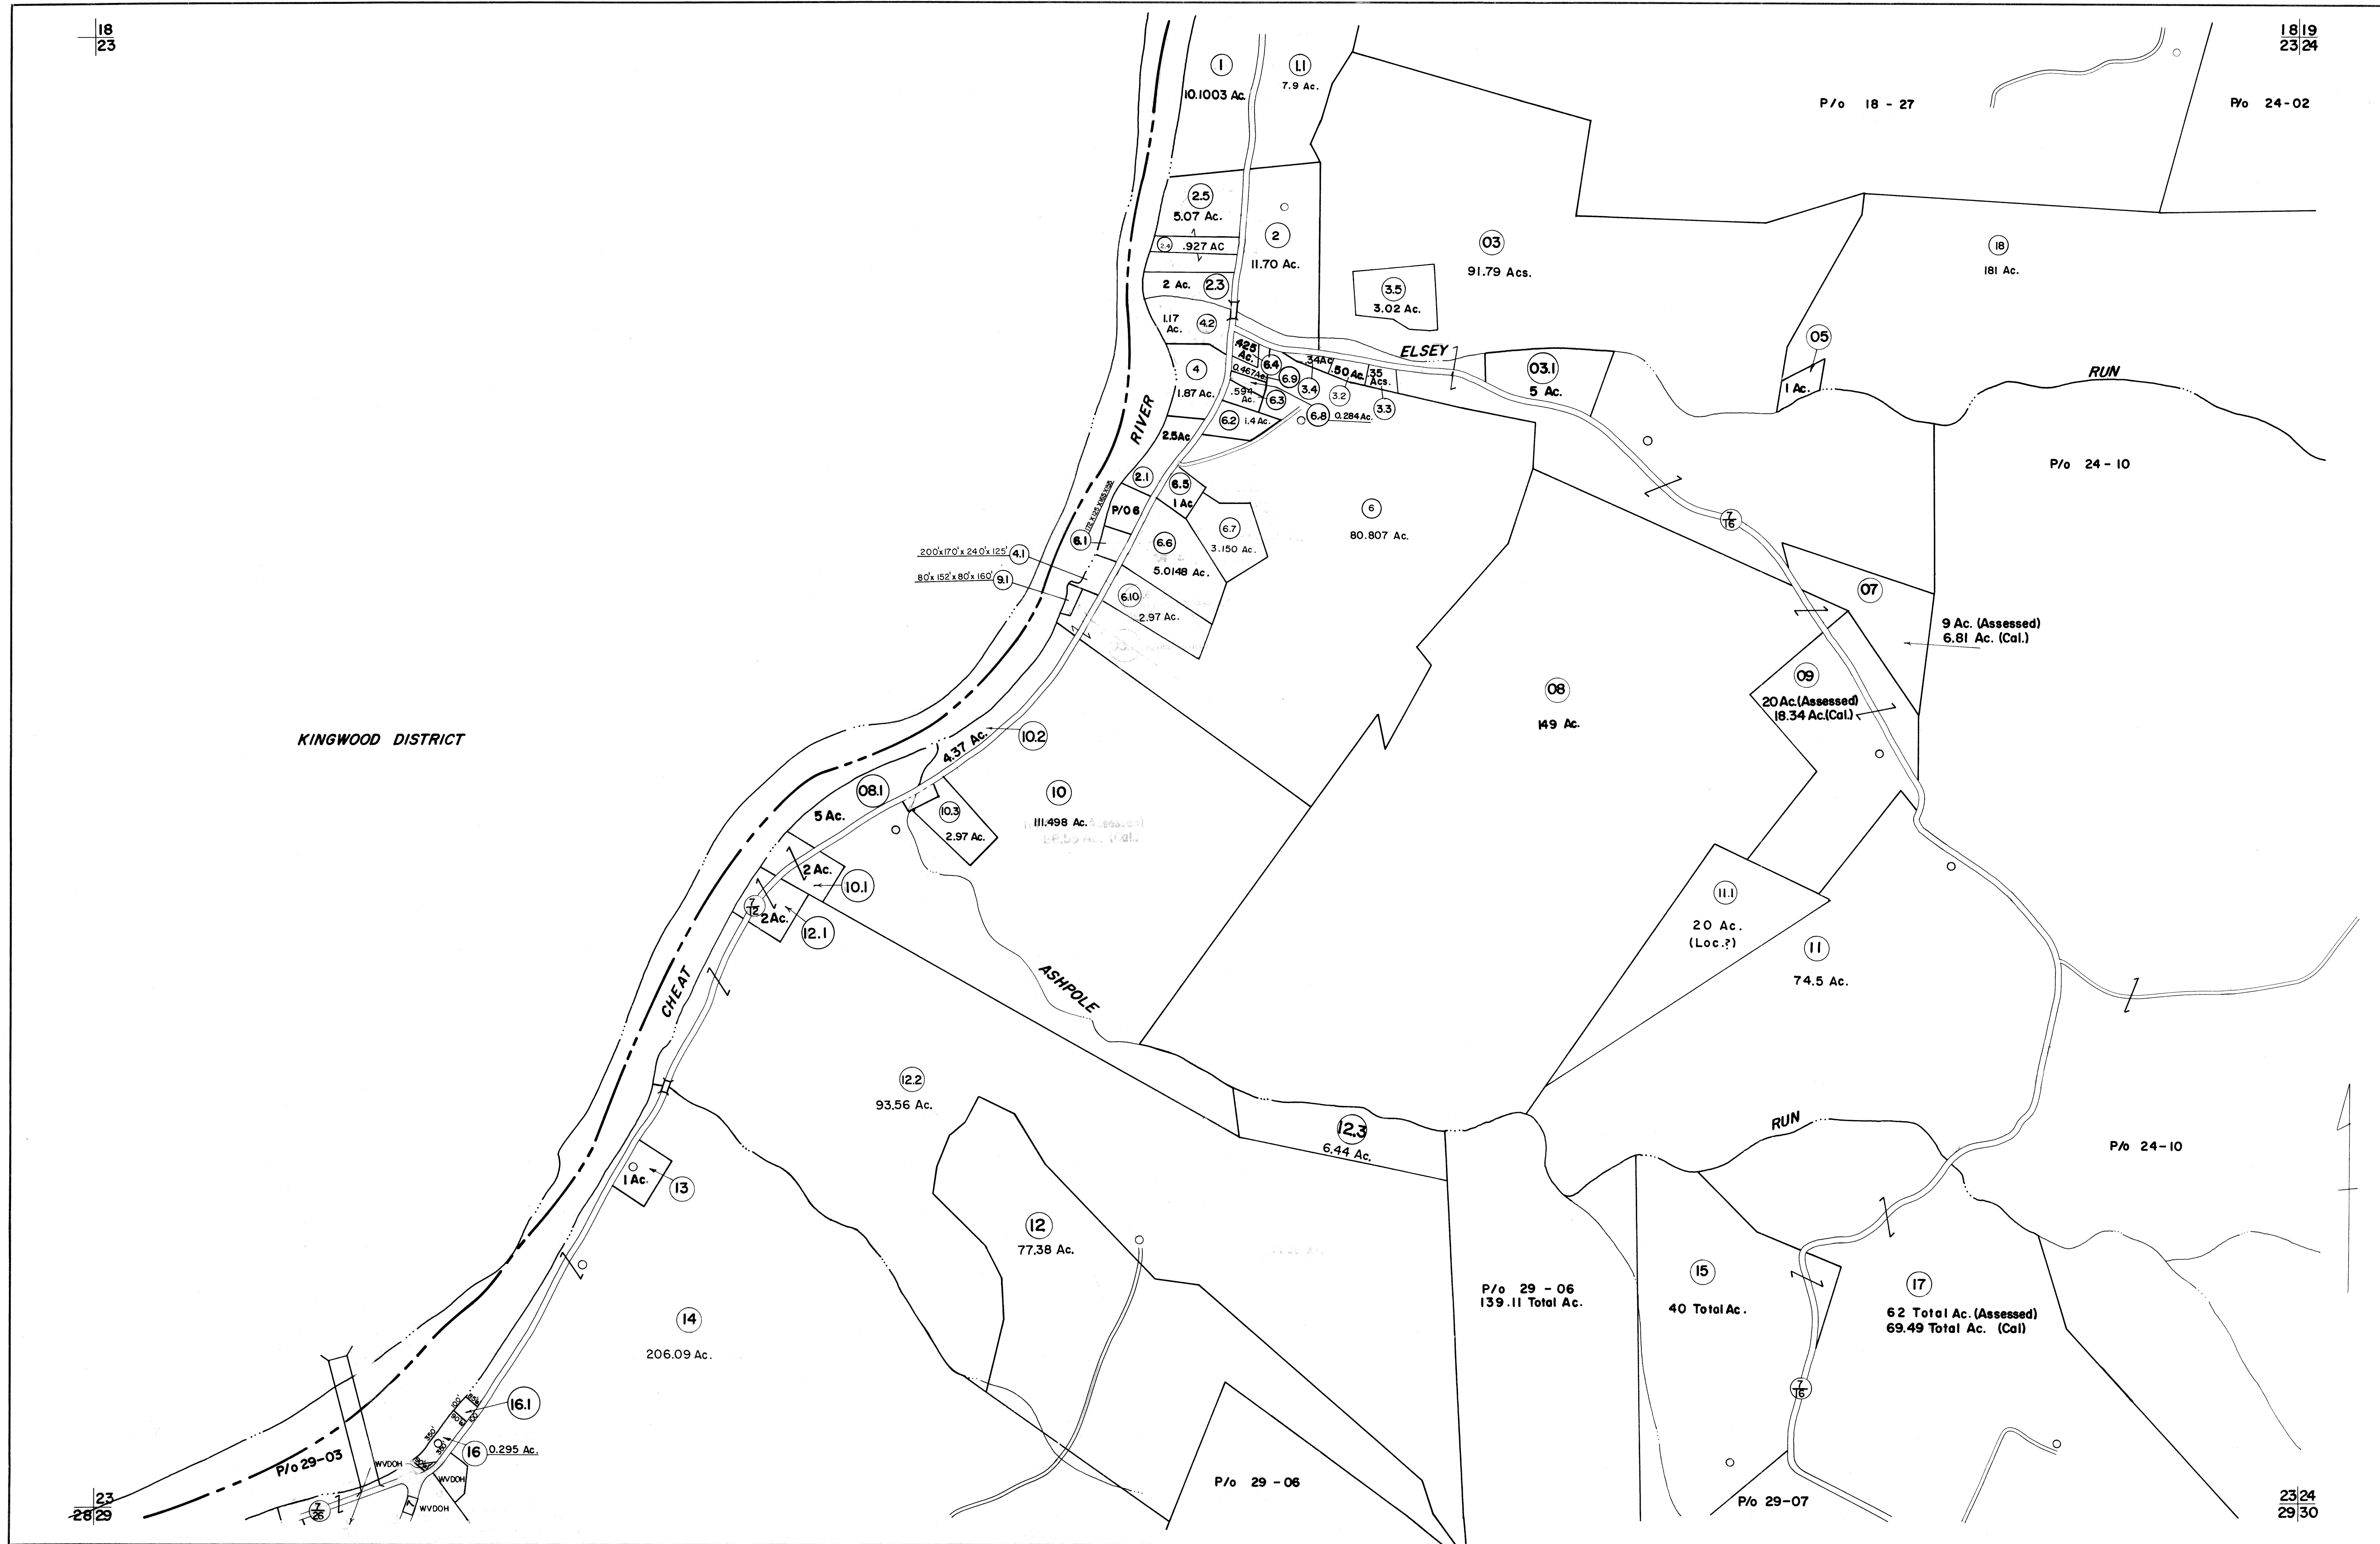 18
23
18 19
23 24
1
10.1003 Ac.
1.1
7.9 Ac.
P/o 18 - 27
P/o 24-02
2.5
5.07 Ac.
2.4 .927 AC
2
11.70 Ac.
2 Ac. 2.3
03
91.79 Acs.
3.5
3.02 Ac.
18
181 Ac.
1.17
Ac.
4.2
.425
Ac.
6.4
.34Ac
ELSEY
0.467Ac.
6.9
3.4
.50 Ac.
3.2
.35
Acs.
3.3
03.1
5 Ac.
05
1 Ac.
RUN
4
1.87 Ac.
.594
Ac.
6.3
6.8 0.284Ac.
6.2 1.4 Ac.
2.5Ac
RIVER
2.1
6.5
1 Ac
P/O 6
6.1
6.7
3.150 Ac.
6
80.807 Ac.
P/o 24 - 10
7
16
200'x170'x 240'x125' 4.1
80'x 152'x 80'x 160' 9.1
6.6
5.0148 Ac.
6.10
2.97 Ac.
07
9 Ac. (Assessed)
6.81 Ac. (Cal.)
09
20 Ac.(Assessed)
18.34 Ac.(Cal.)
08
149 Ac.
KINGWOOD DISTRICT
4.37 Ac.
10.2
08.1
5 Ac.
10
111.498 Ac.
10.3
2.97 Ac.
2 Ac.
10.1
7
12
2Ac.
12.1
11.1
20 Ac.
(Loc.?)
11
74.5 Ac.
CHEAT
ASHPOLE
12.2
93.56 Ac.
12.3
6.44 Ac.
RUN
P/o 24-10
1 Ac.
13
12
77.38 Ac.
P/o 29 - 06
139.11 Total Ac.
15
40 Total Ac.
17
62 Total Ac. (Assessed)
69.49 Total Ac. (Cal)
14
206.09 Ac.
7
16
16.1
100'
350'
16 0.295 Ac.
P/o 29-03
WVDOH
WVDOH
WVDOH
7
7
26
P/o 29 - 06
P/o 29-07
23
28 29
23 24
29 30